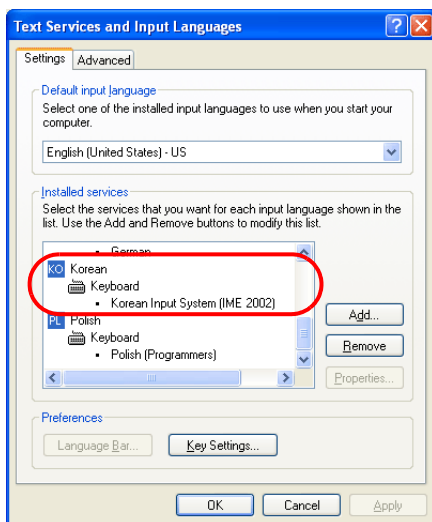 Text Services and Input Languages
Settings
Advanced
Default input language
Select one of the installed input languages to use when you start your
computer.
English (United States) - US
Installed services
Select the services that you want for each input language shown in the
list. Use the Add and Remove buttons to modify this list.
• German
KO Korean
Keyboard
• Korean Input System (IME 2002)
PL Polish
Keyboard
• Polish (Programmers)
Add...
Remove
Properties...
Preferences
Language Bar...
Key Settings...
OK
Cancel
Apply